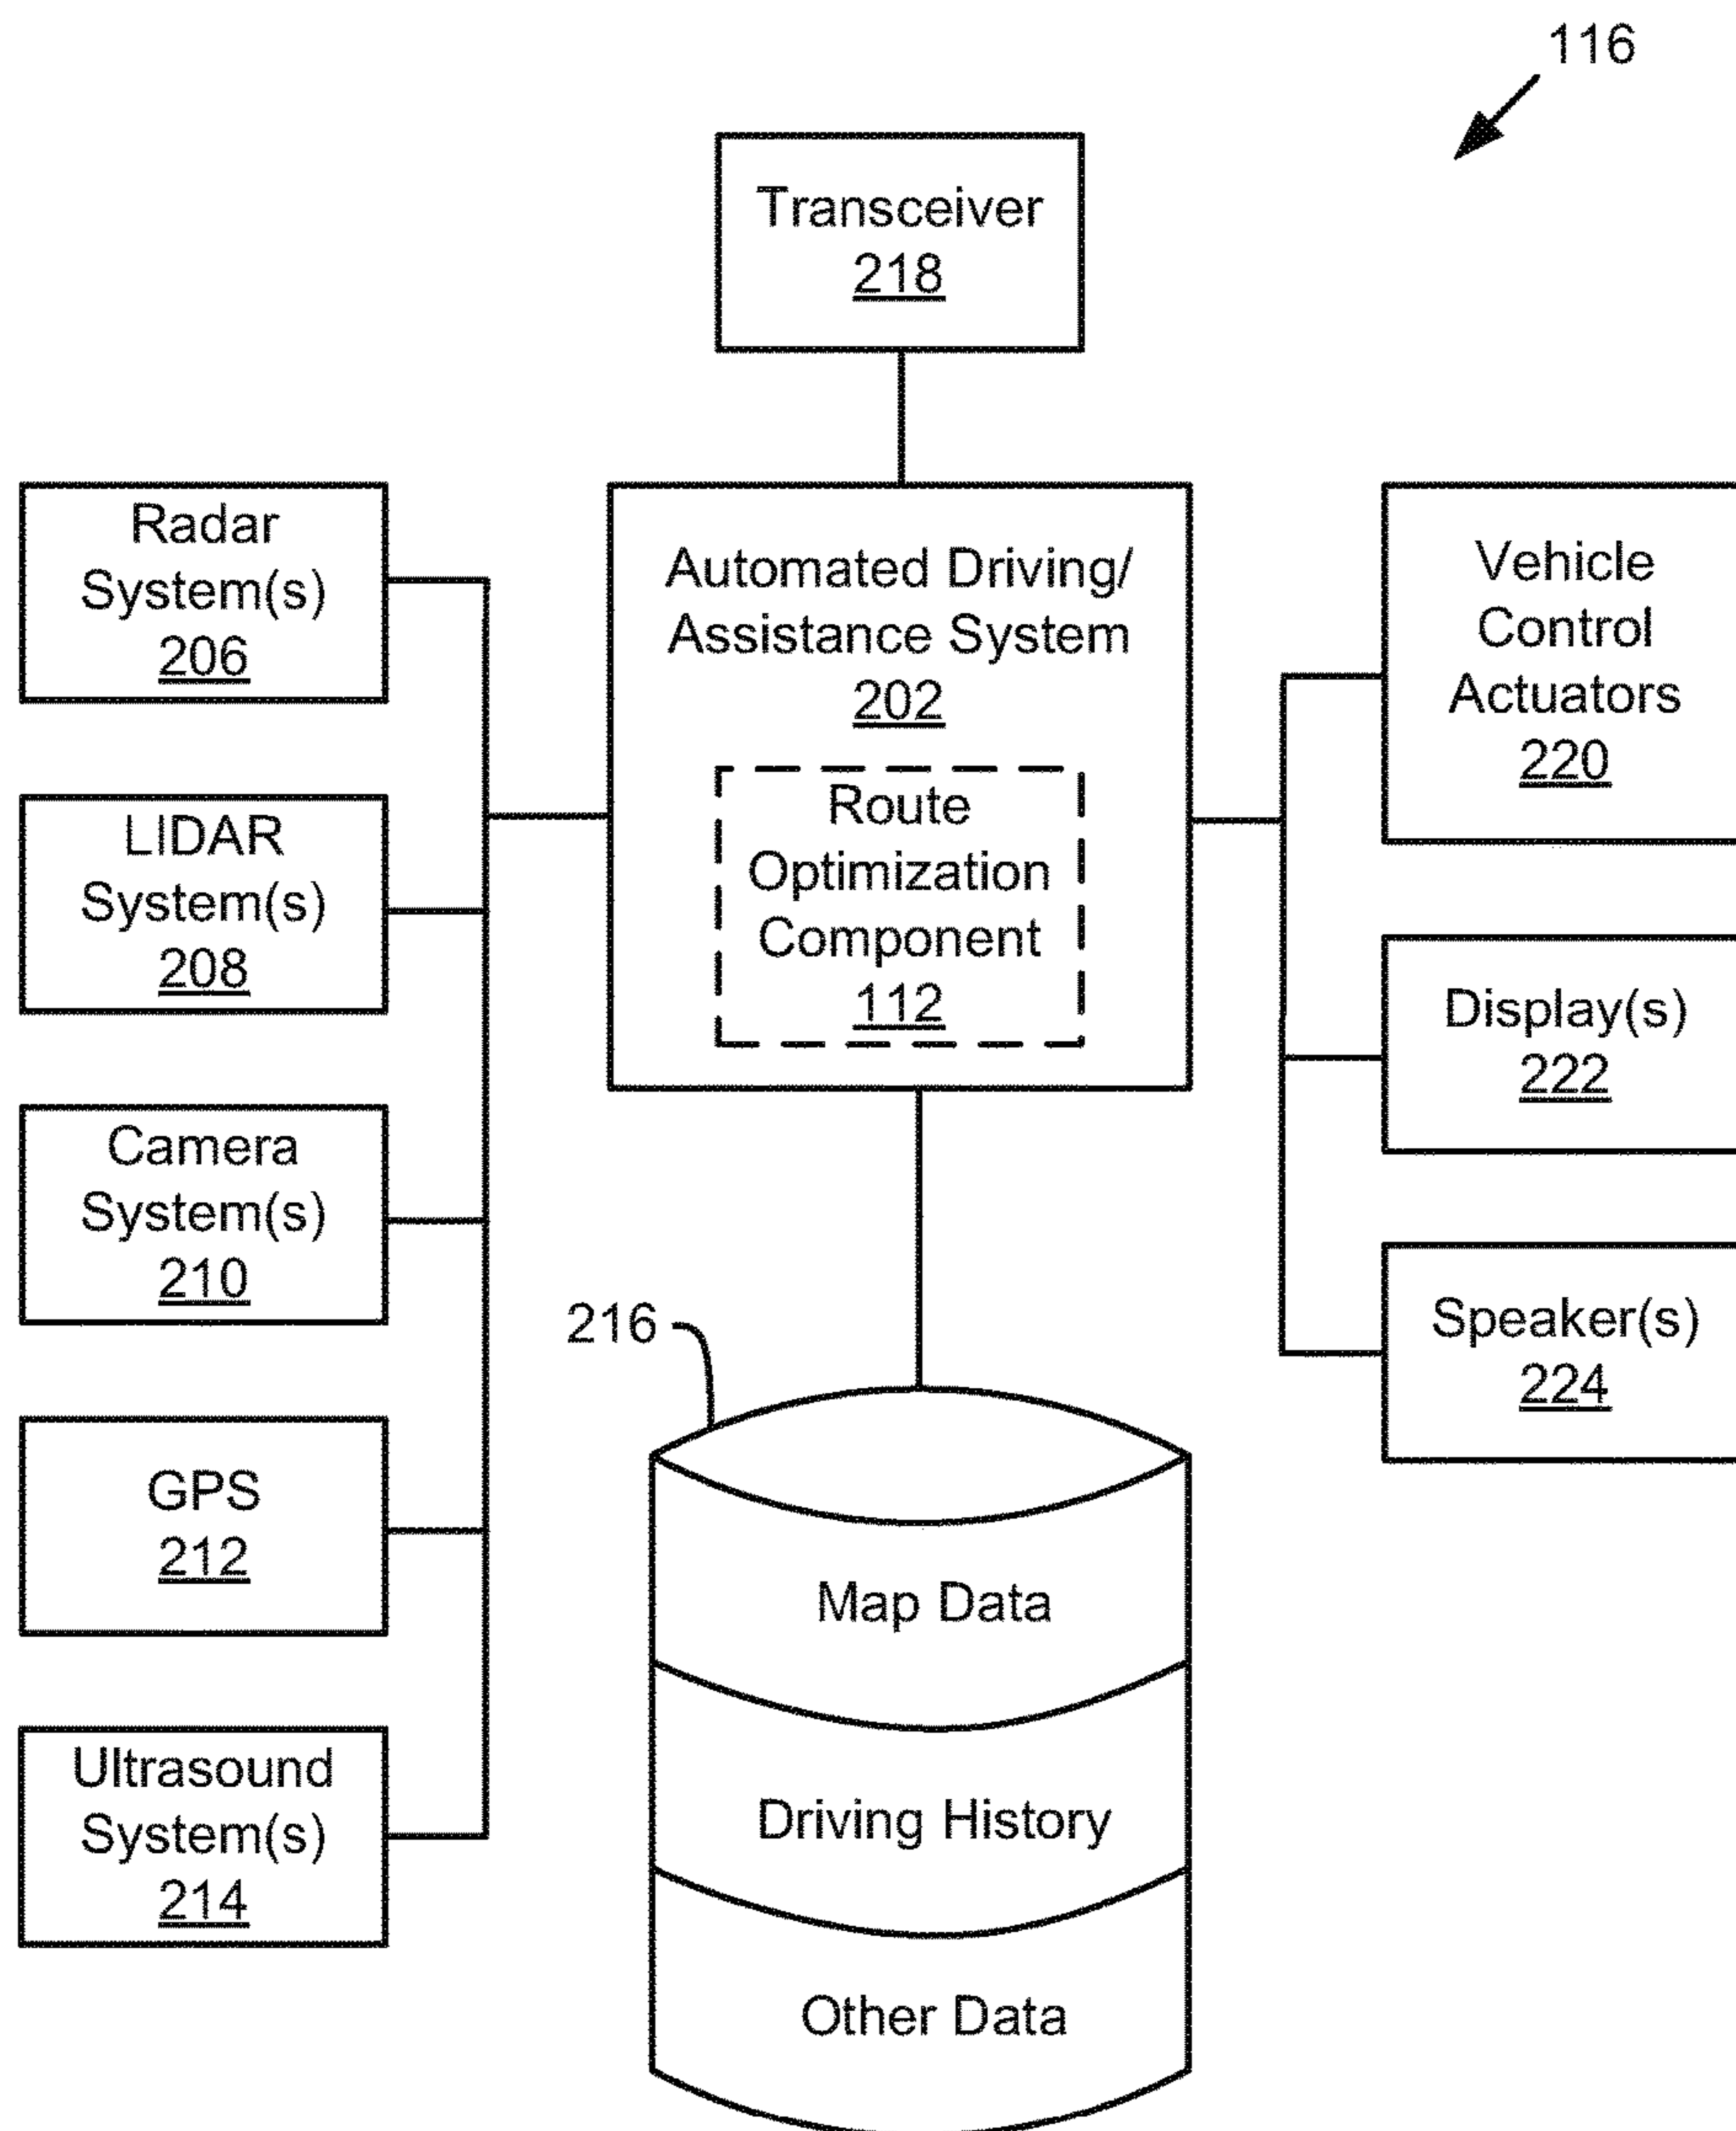 116
Transceiver
218
Radar
System(s)
206
Automated Driving/
Assistance System
202
Route
Optimization
Component
112
Vehicle
Control
Actuators
220
LIDAR
System(s)
208
Display(s)
222
Camera
System(s)
210
Speaker(s)
224
216
GPS
212
Map Data
Ultrasound
System(s)
214
Driving History
Other Data